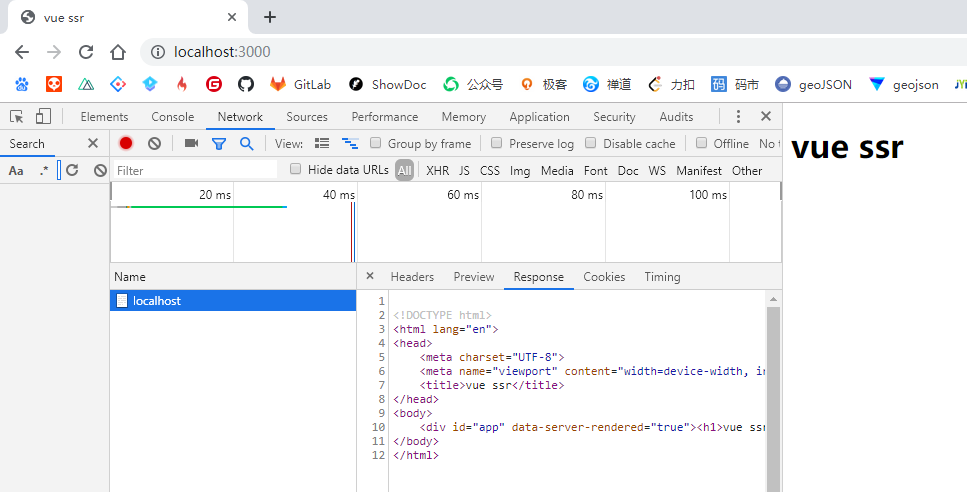 vue ssr
localhost:3000
GitLab ShowDoc 公众号 极客 禅道 力扣 码 码市 geoJSON geojson
Elements Console Network Sources Performance Memory Application Security Audits
Search View: Group by frame Preserve log Disable cache Offline No t
Aa .* Filter Hide data URLs All XHR JS CSS Img Media Font Doc WS Manifest Other
20 ms 40 ms 60 ms 80 ms 100 ms
Name
localhost
Headers Preview Response Cookies Timing
1
2 <!DOCTYPE html>
3 <html lang="en">
4 <head>
5 <meta charset="UTF-8">
6 <meta name="viewport" content="width=device-width, in
7 <title>vue ssr</title>
8 </head>
9 <body>
10 <div id="app" data-server-rendered="true"><h1>vue ssr
11 </body>
12 </html>
vue ssr